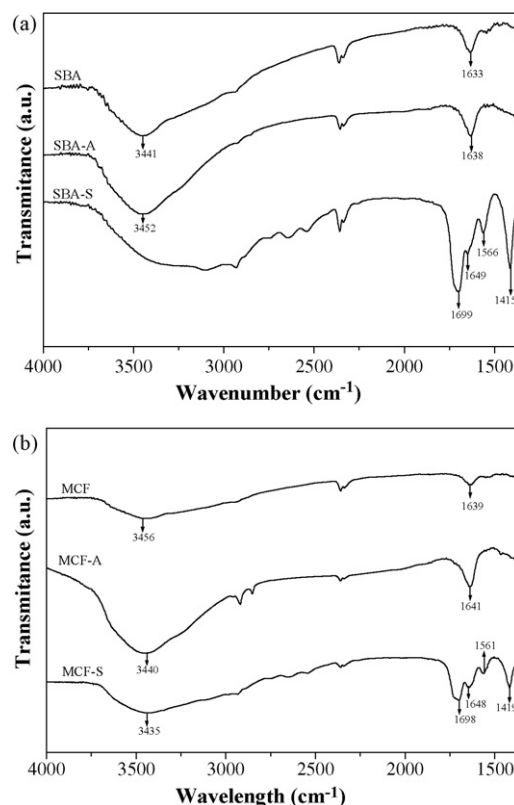 (a)
SBA
1633
3441
SBA-A
1638
SBA-S
3452
1566
1649
1699
1415
Transmitance (a.u.)
4000 3500 3000 2500 2000 1500
Wavenumber (cm-1)
(b)
MCF
1639
3456
MCF-A
1641
3440
1561
MCF-S
1648
1419
1698
3435
Transmitance (a.u.)
4000 3500 3000 2500 2000 1500
Wavelength (cm-1)